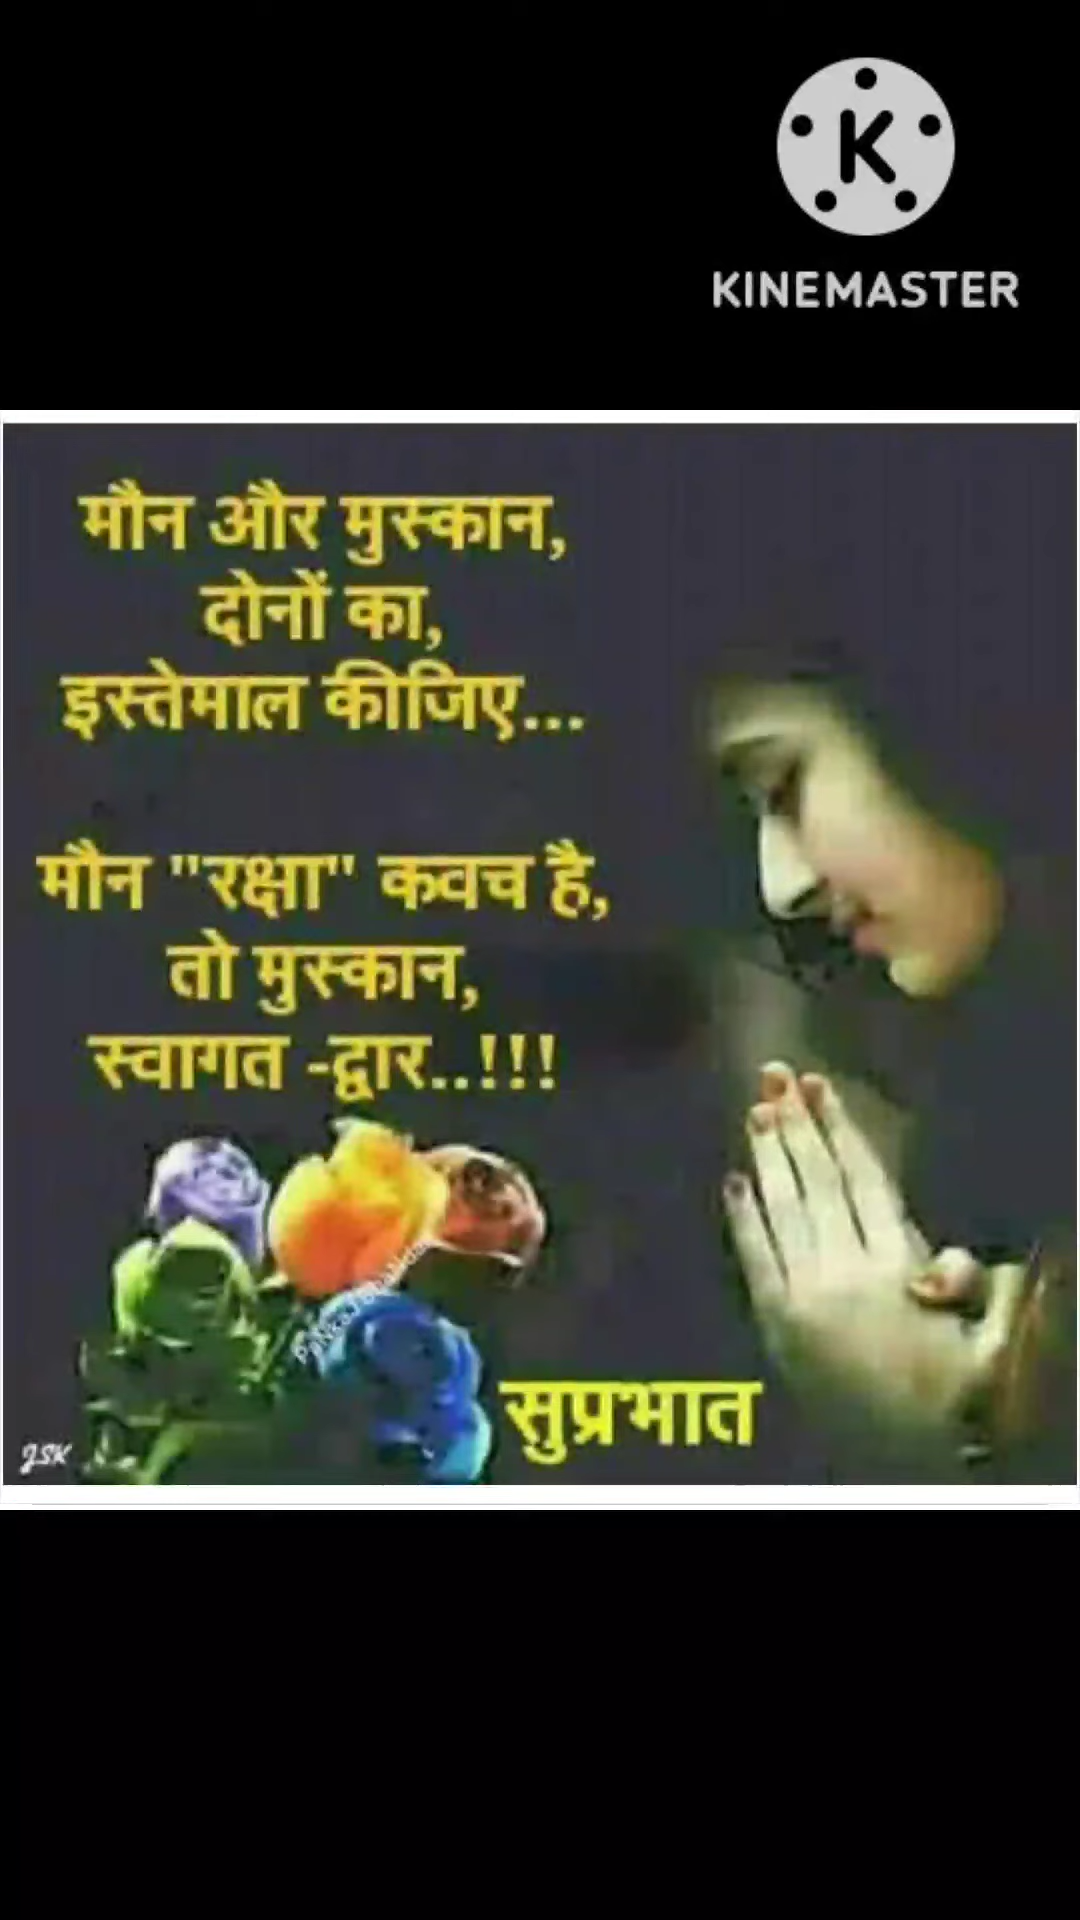 K
KINEMASTER
मौन और मुस्कान,
दोनों का,
इस्तेमाल कीजिए...
मौन "रक्षा" कवच है,
तो मुस्कान,
स्वागत -द्वार..!!!
सुप्रभात
JSK